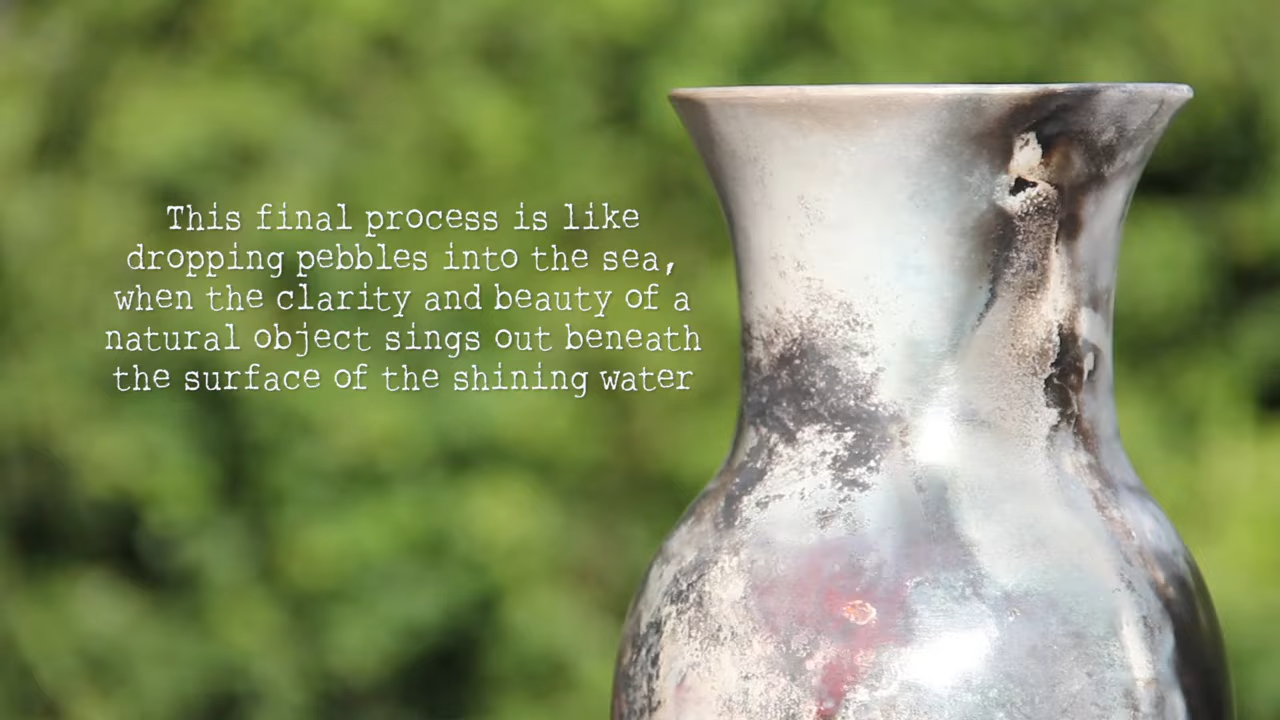 This final process is like
dropping pebbles into the sea,
when the clarity and beauty of a
natural object sings out beneath
the surface of the shining water